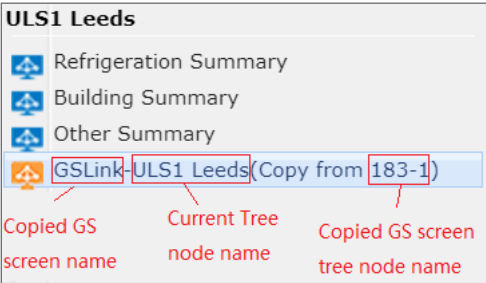 ULS1 Leeds
Refrigeration Summary
Building Summary
Other Summary
GSLink-ULS1 Leeds(Copy from 183-1)
Copied GS
screen name
Current Tree
node name
Copied GS screen
tree node name